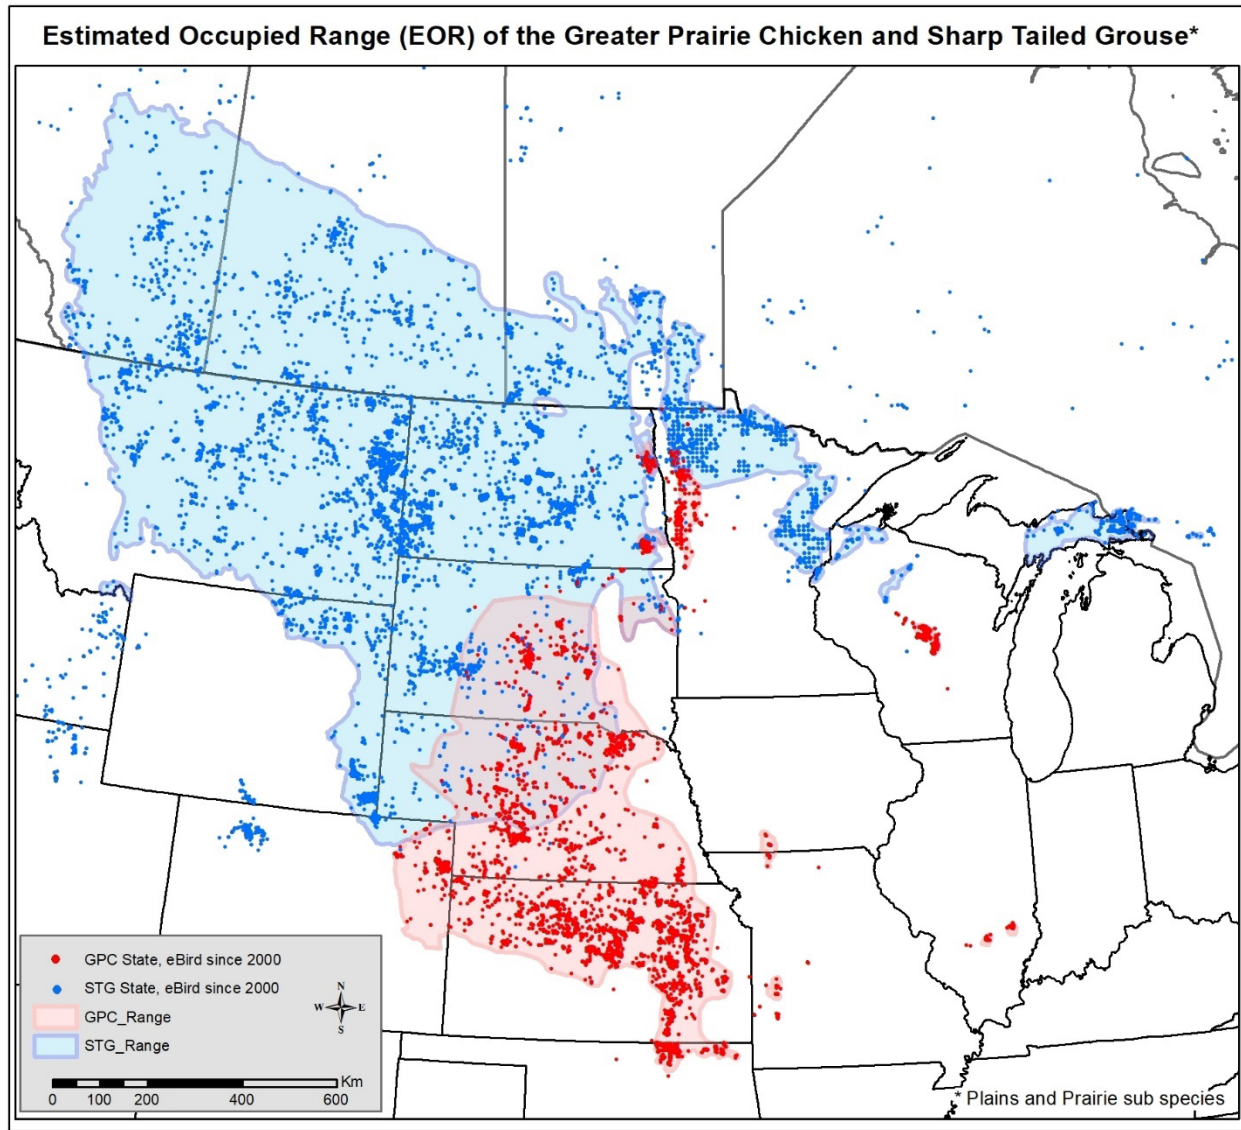 Estimated Occupied Range (EOR) of the Greater Prairie Chicken and Sharp Tailed Grouse*
GPC State, eBird since 2000
STG State, eBird since 2000
GPC_Range
STG_Range
N
W E
S
Km
0 100 200 400 600
* Plains and Prairie sub species